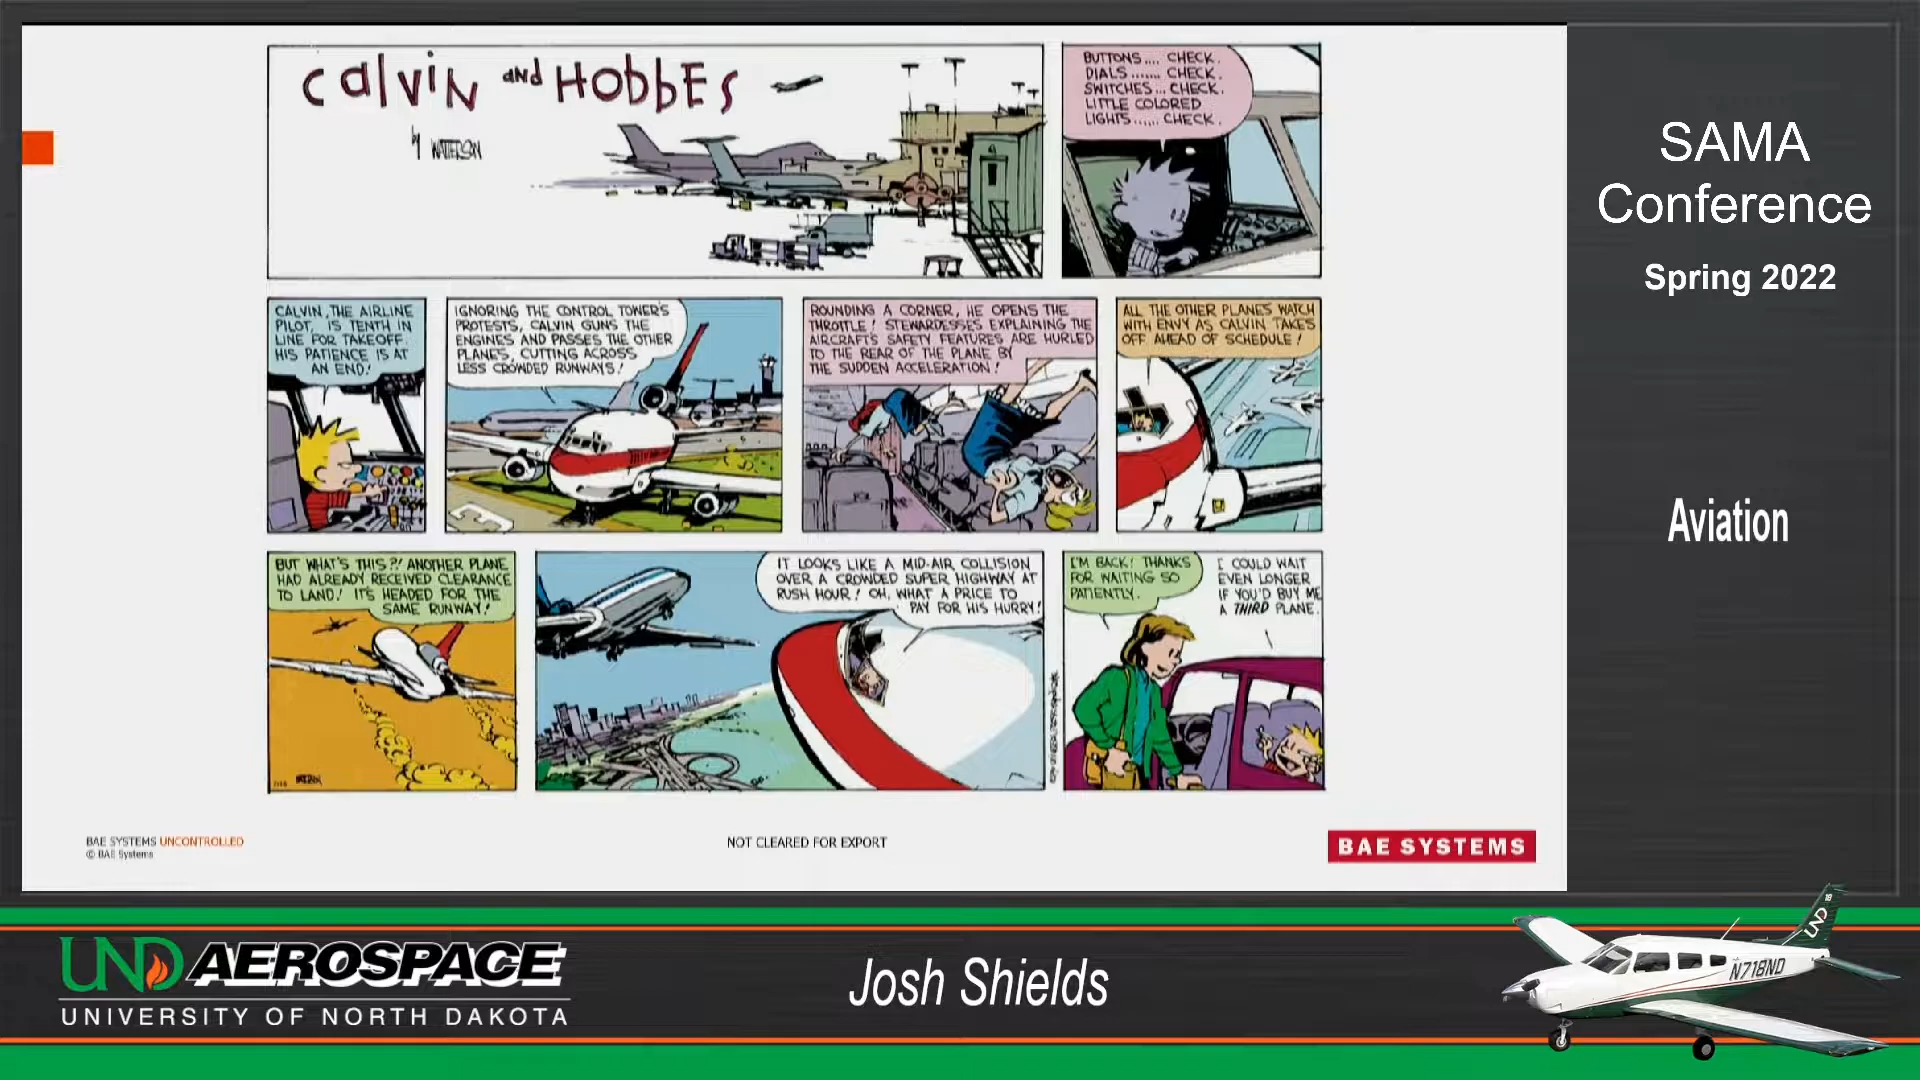 CALVIN AND HOBBES
by WATTERSON
BUTTONS.... CHECK.
DIALS....... CHECK.
SWITCHES... CHECK.
LITTLE COLORED
LIGHTS...... CHECK.
CALVIN, THE AIRLINE
PILOT, IS TENTH IN
LINE FOR TAKEOFF.
HIS PATIENCE IS AT
AN END!
IGNORING THE CONTROL TOWER'S
PROTESTS, CALVIN GUNS THE
ENGINES AND PASSES THE OTHER
PLANES, CUTTING ACROSS
LESS CROWDED RUNWAYS!
ROUNDING A CORNER, HE OPENS THE
THROTTLE! STEWARDESSES EXPLAINING THE
AIRCRAFT'S SAFETY FEATURES ARE HURLED
TO THE REAR OF THE PLANE BY
THE SUDDEN ACCELERATION!
ALL THE OTHER PLANES WATCH
WITH ENVY AS CALVIN TAKES
OFF AHEAD OF SCHEDULE!
BUT WHAT'S THIS?! ANOTHER PLANE
HAD ALREADY RECEIVED CLEARANCE
TO LAND! IT'S HEADED FOR THE
SAME RUNWAY!
IT LOOKS LIKE A MID-AIR COLLISION
OVER A CROWDED SUPER HIGHWAY AT
RUSH HOUR! OH, WHAT A PRICE TO
PAY FOR HIS HURRY!
I'M BACK! THANKS
FOR WAITING SO
PATIENTLY.
I COULD WAIT
EVEN LONGER
IF YOU'D BUY ME
A THIRD PLANE.
BAE SYSTEMS UNCONTROLLED
© BAE Systems
NOT CLEARED FOR EXPORT
BAE SYSTEMS
SAMA
Conference
Spring 2022
Aviation
UND AEROSPACE
UNIVERSITY OF NORTH DAKOTA
Josh Shields
UND
N718ND